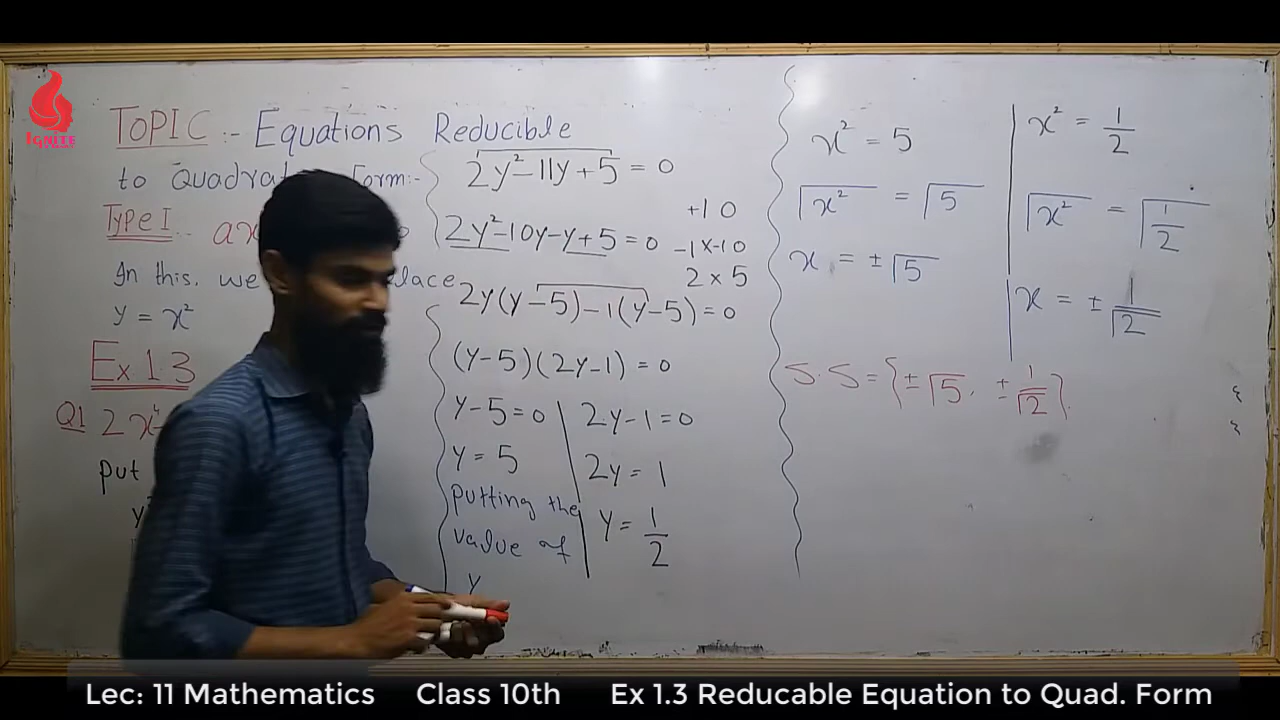 IGNITE
TOPIC :- Equations Reducible
to Quadrat form:-
Type I :- ax
In this, we lace
y = x²
Ex 1.3
Q1 2x⁴
put
y
2y²-11y+5 = 0
2y²-10y-y+5 = 0
2y(y-5)-1(y-5) = 0
(y-5)(2y-1) = 0
y-5=0
y = 5
putting the
value of
y
+10
-1x-10
2 x 5
2y-1=0
2y = 1
y = 1/2
x² = 5
√x² = √5
x = ±√5
x² = 1/2
√x² = √1/2
x = ± 1/√2
S.S = {±√5, ± 1/√2}.
Lec: 11 Mathematics Class 10th Ex 1.3 Reducable Equation to Quad. Form